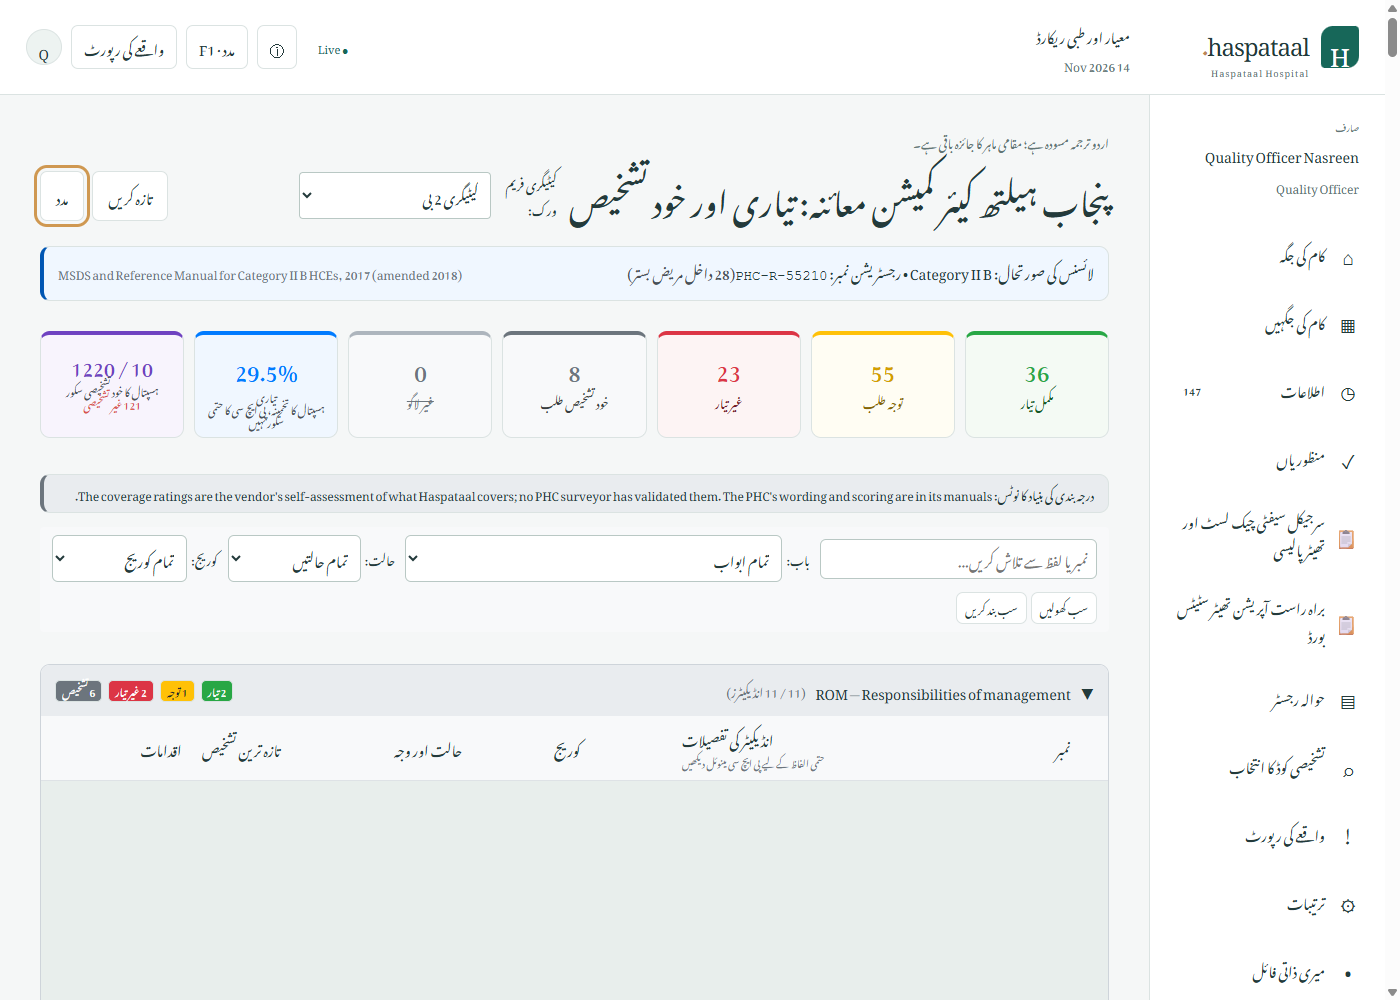 H
haspataal.
Haspataal Hospital
معیار اور طبی ریکارڈ
14 Nov 2026
Live
ⓘ
مدد F1۰
واقعے کی رپورٹ
Q
صارف
Quality Officer Nasreen
Quality Officer
کام کی جگہ
کام کی جگہیں
اطلاعات
147
منظوریاں
سرجیکل سیفٹی چیک لسٹ اور تھیٹر پالیسی
براہ راست آپریشن تھیٹر سٹیٹس بورڈ
حوالہ رجسٹر
تشخیصی کوڈ کا انتخاب
واقعے کی رپورٹ
ترتیبات
میری ذاتی فائل
اردو ترجمہ مسودہ ہے؛ مقامی ماہر کا جائزہ باقی ہے۔
پنجاب ہیلتھ کیئر کمیشن معائنہ: تیاری اور خود تشخیص
کیٹیگری فریم ورک:
کیٹیگری 2 بی
تازہ کریں
مدد
لائسنس کی صورتحال: Category II B • رجسٹریشن نمبر: PHC-R-55210 (28 داخل مریض بستر)
MSDS and Reference Manual for Category II B HCEs, 2017 (amended 2018)
36
مکمل تیار
55
توجہ طلب
23
غیر تیار
8
خود تشخیص طلب
0
غیر لاگو
29.5%
تیاری
ہسپتال کا تخمینہ، پی ایچ سی کا حتمی سکور نہیں
1220 / 10
ہسپتال کا خود تشخیصی سکور
121 غیر تشخیصی
درجہ بندی کی بنیاد کا نوٹس: The coverage ratings are the vendor's self-assessment of what Haspataal covers; no PHC surveyor has validated them. The PHC's wording and scoring are in its manuals.
نمبر یا لفظ سے تلاش کریں...
باب:
تمام ابواب
حالت:
تمام حالتیں
کوریج:
تمام کوریج
سب کھولیں
سب بند کریں
ROM — Responsibilities of management (11 / 11 انڈیکیٹرز)
2 تیار
1 توجہ
2 غیر تیار
6 تشخیص
نمبر
انڈیکیٹر کی تفصیلات
حتمی الفاظ کے لیے پی ایچ سی مینوئل دیکھیں
کوریج
حالت اور وجہ
تازہ ترین تشخیص
اقدامات